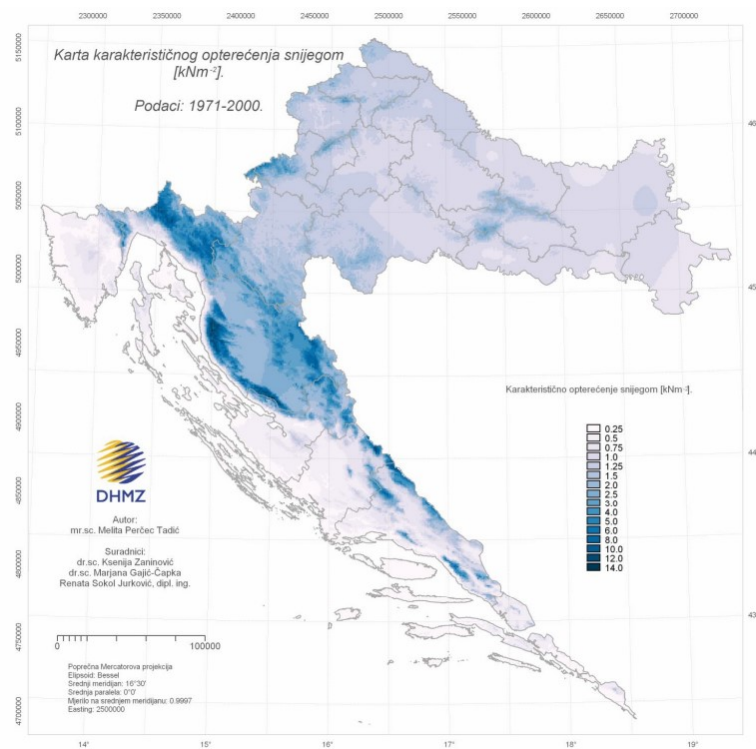 2300000 2350000 2400000 2450000 2500000 2550000 2600000 2650000 2700000
Karta karakterističnog opterećenja snijegom
[kNm⁻²].
Podaci: 1971-2000.
5150000
5100000
5050000
5000000
4950000
4900000
4850000
4800000
4750000
4700000
46
45
44
43
Karakteristično opterećenje snijegom [kNm⁻²].
0.25
0.5
0.75
1.0
1.25
1.5
2.0
2.5
3.0
4.0
5.0
6.0
8.0
10.0
12.0
14.0
DHMZ
Autor:
mr.sc. Melita Perčec Tadić
Suradnici:
dr.sc. Ksenija Zaninović
dr.sc. Marjana Gajić-Čapka
Renata Sokol Jurković, dipl. ing.
0 100000
Poprečna Mercatorova projekcija
Elipsoid: Bessel
Srednji meridijan: 16°30'
Srednja paralela: 0°0'
Mjerilo na srednjem meridijanu: 0.9997
Easting: 2500000
14° 15° 16° 17° 18° 19°